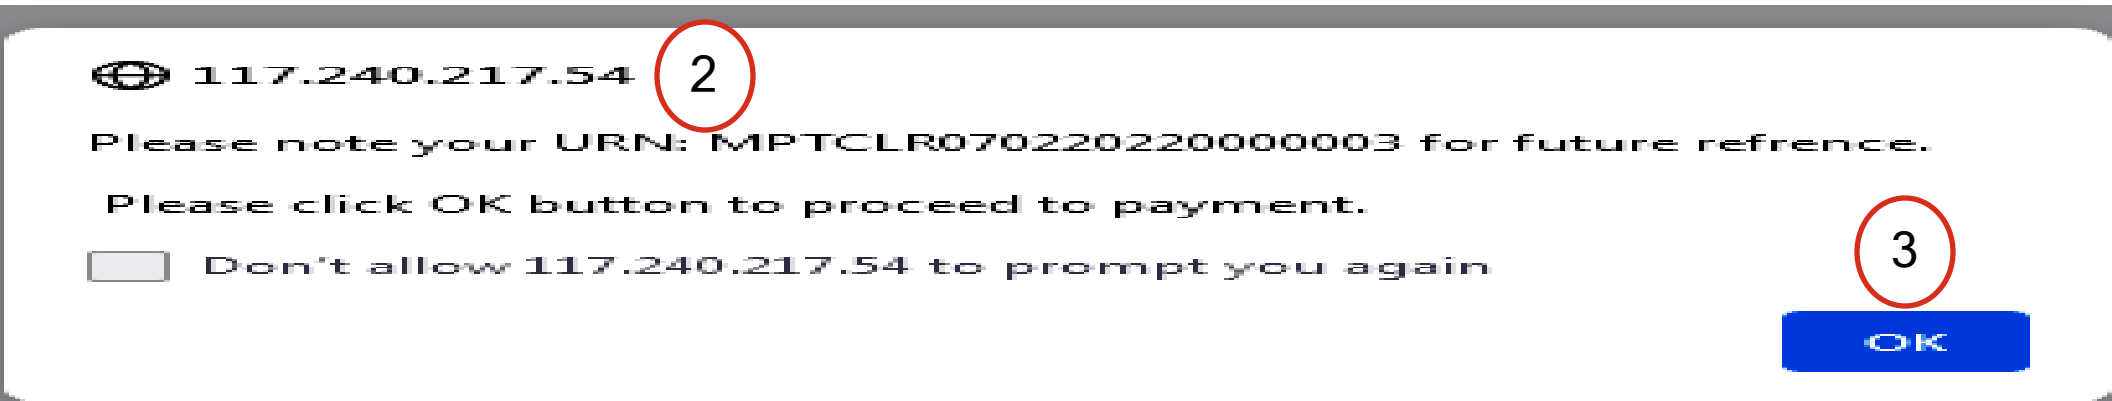 117.240.217.54 2
Please note your URN: MPTCLR0702202220000003 for future refrence.
Please click OK button to proceed to payment.
Don't allow 117.240.217.54 to prompt you again
3
OK